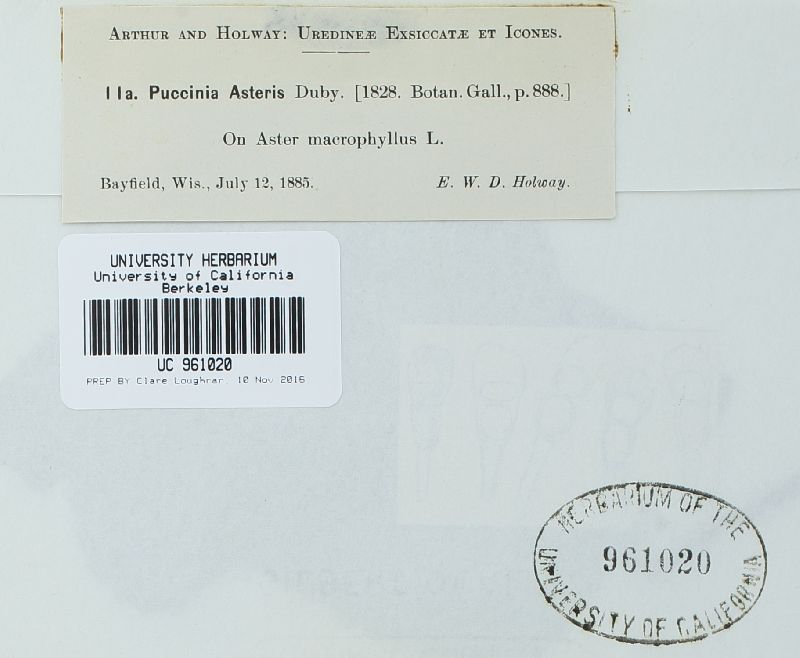 Arthur and Holway: Uredineæ Exsiccatæ et Icones.
11a. Puccinia Asteris Duby. [1828. Botan. Gall., p. 888.]
On Aster macrophyllus L.
Bayfield, Wis., July 12, 1885. E. W. D. Holway.
UNIVERSITY HERBARIUM
University of California
Berkeley
UC 961020
PREP BY Clare Loughran, 10 Nov 2016
HERBARIUM OF THE
961020
UNIVERSITY OF CALIFORNIA